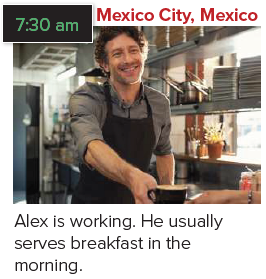 7:30 am
Mexico City, Mexico
Alex is working. He usually
serves breakfast in the
morning.